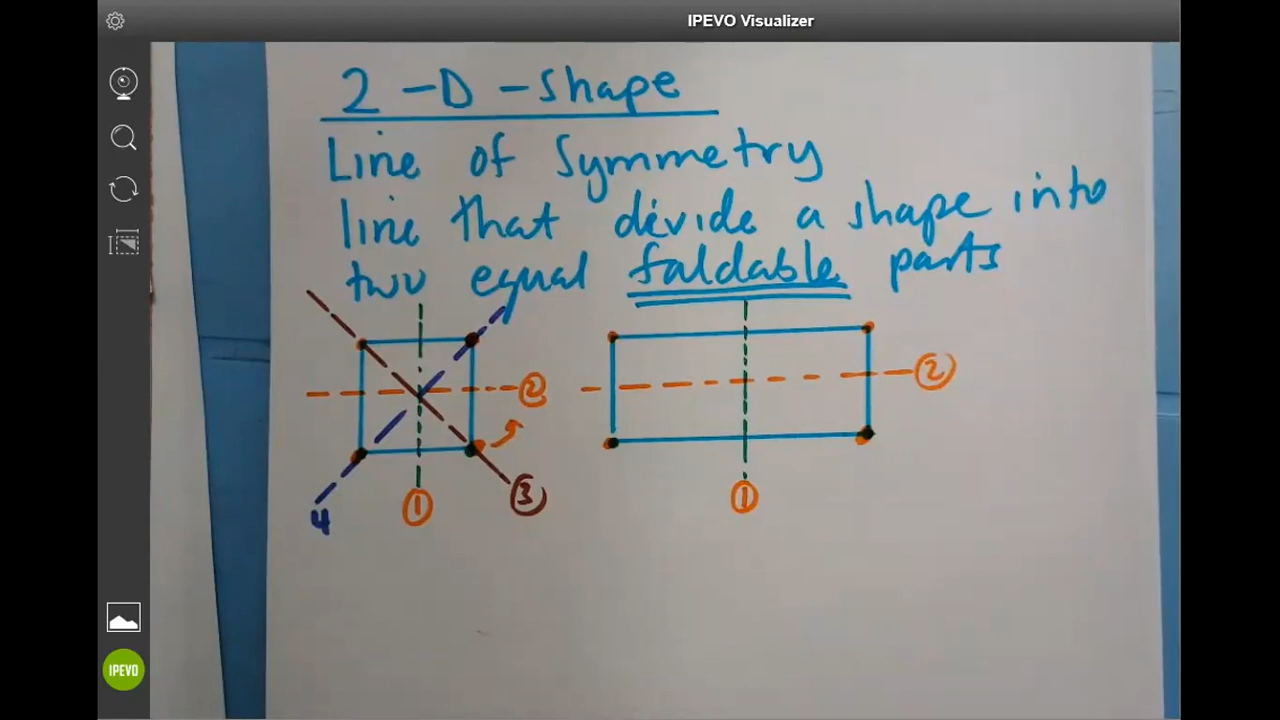 IPEVO Visualizer
2-D-shape
Line of Symmetry
line that divide a shape into
two equal faldable parts
②
②
4
①
③
①
IPEVO